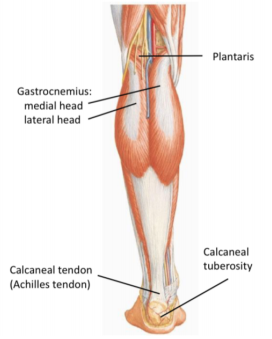 Plantaris
Gastrocnemius:
medial head
lateral head
Calcaneal
tuberosity
Calcaneal tendon
(Achilles tendon)